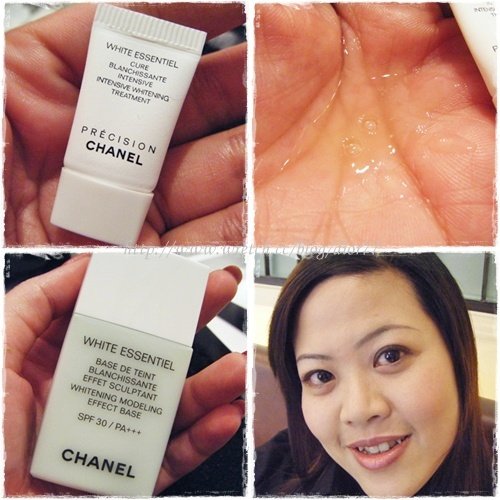 WHITE ESSENTIEL
CURE
BLANCHISSANTE
INTENSIVE
INTENSIVE WHITENING
TREATMENT
PRÉCISION
CHANEL
WHITE ESSENTIEL
BASE DE TEINT
BLANCHISSANTE
EFFET SCULPTANT
WHITENING MODELING
EFFECT BASE
SPF 30 / PA+++
CHANEL